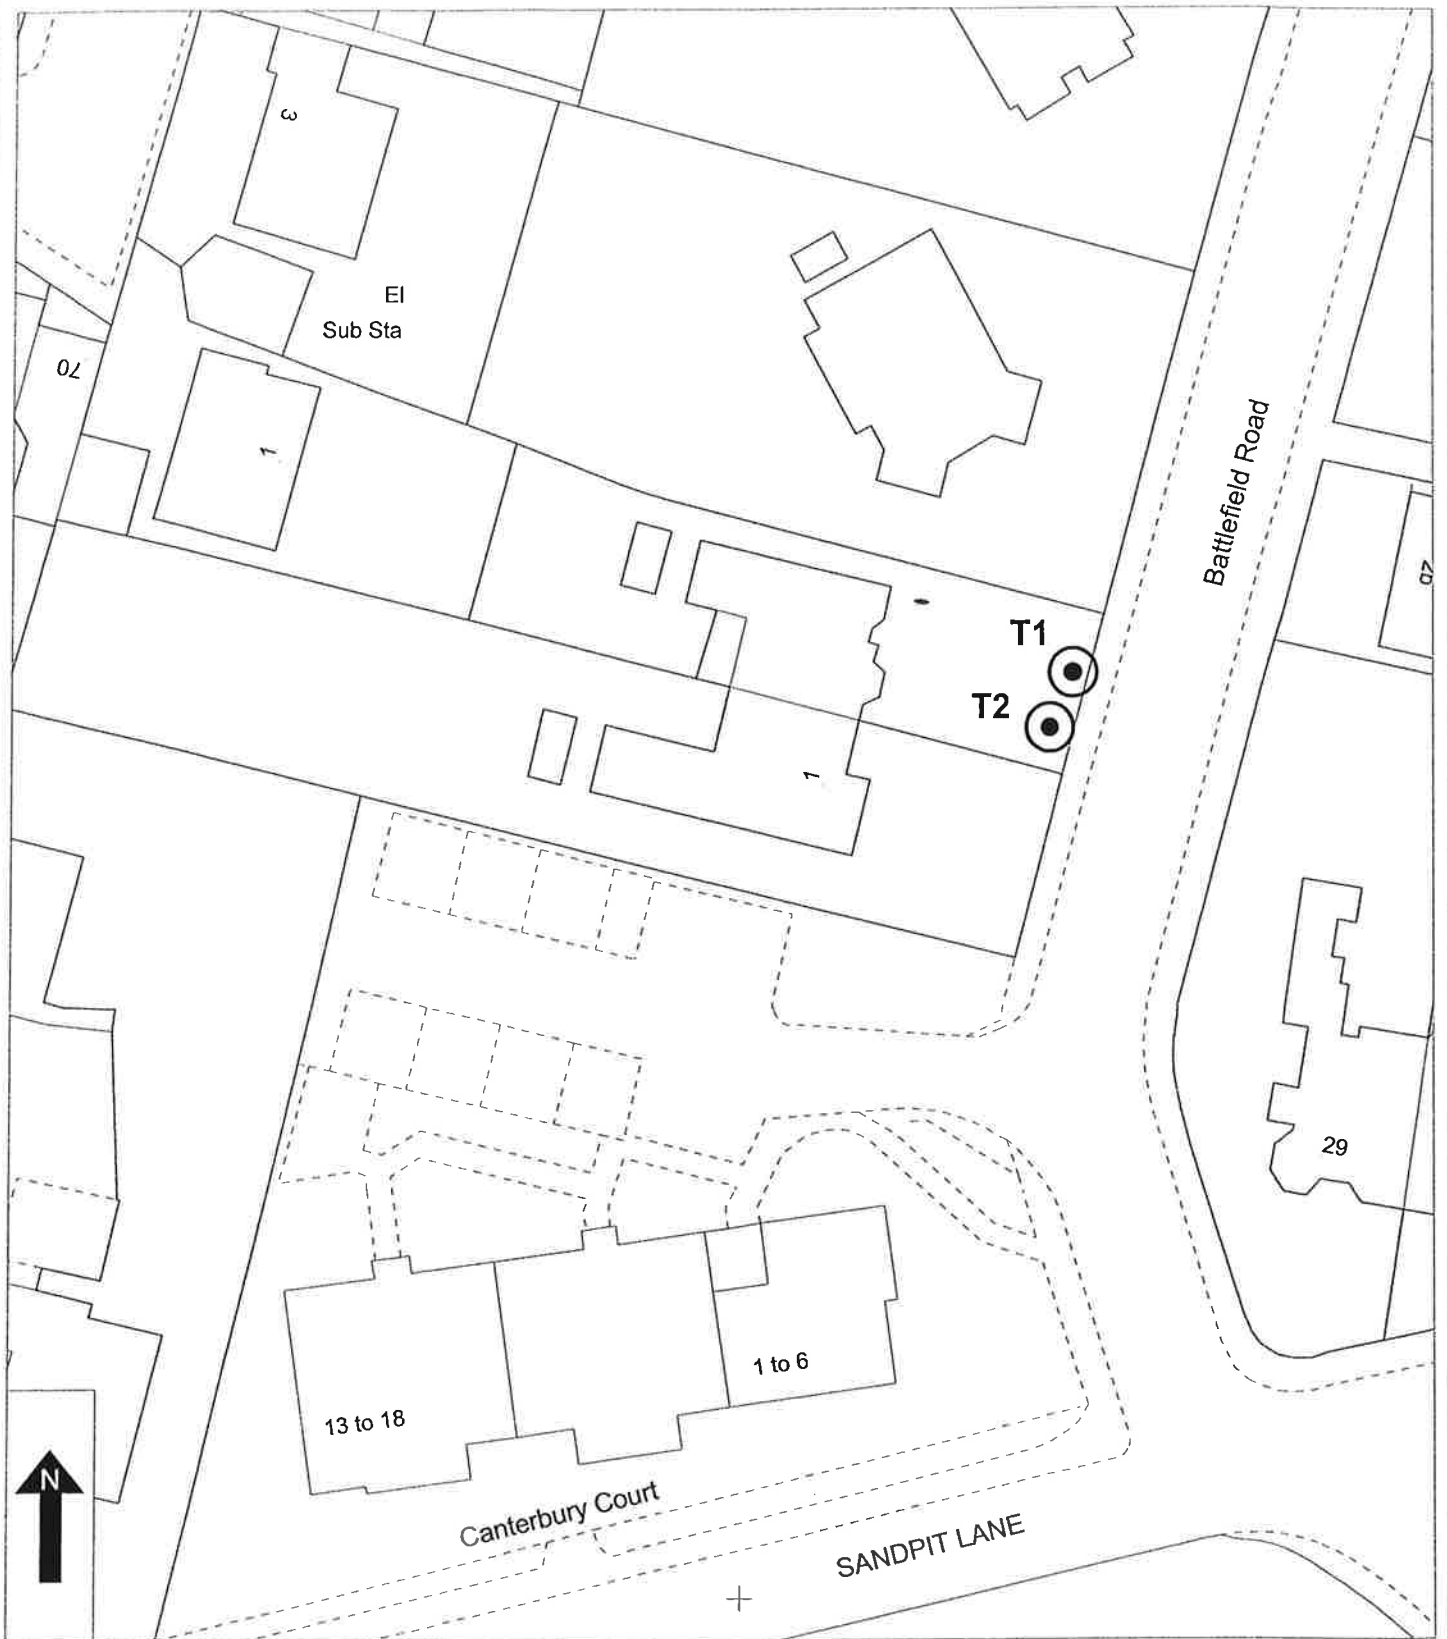 3
El
Sub Sta
70
1
Battlefield Road
T1
T2
1
29
1 to 6
13 to 18
N
Canterbury Court
SANDPIT LANE